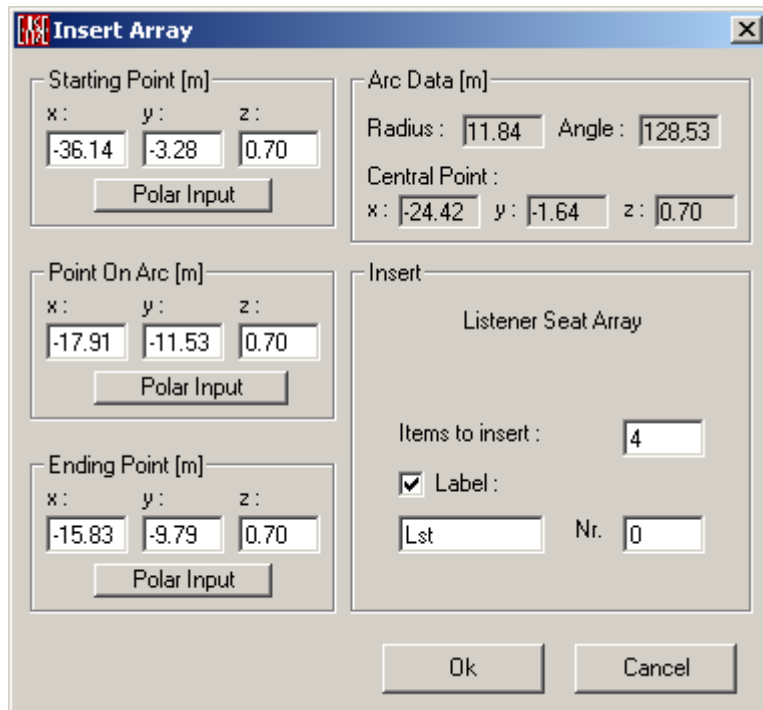 EASE Insert Array
Starting Point [m]
x : y : z :
-36.14 -3.28 0.70
Polar Input
Point On Arc [m]
x : y : z :
-17.91 -11.53 0.70
Polar Input
Ending Point [m]
x : y : z :
-15.83 -9.79 0.70
Polar Input
Arc Data [m]
Radius : 11.84 Angle : 128,53
Central Point :
x : -24.42 y : -1.64 z : 0.70
Insert
Listener Seat Array
Items to insert : 4
Label :
Lst Nr. 0
Ok Cancel